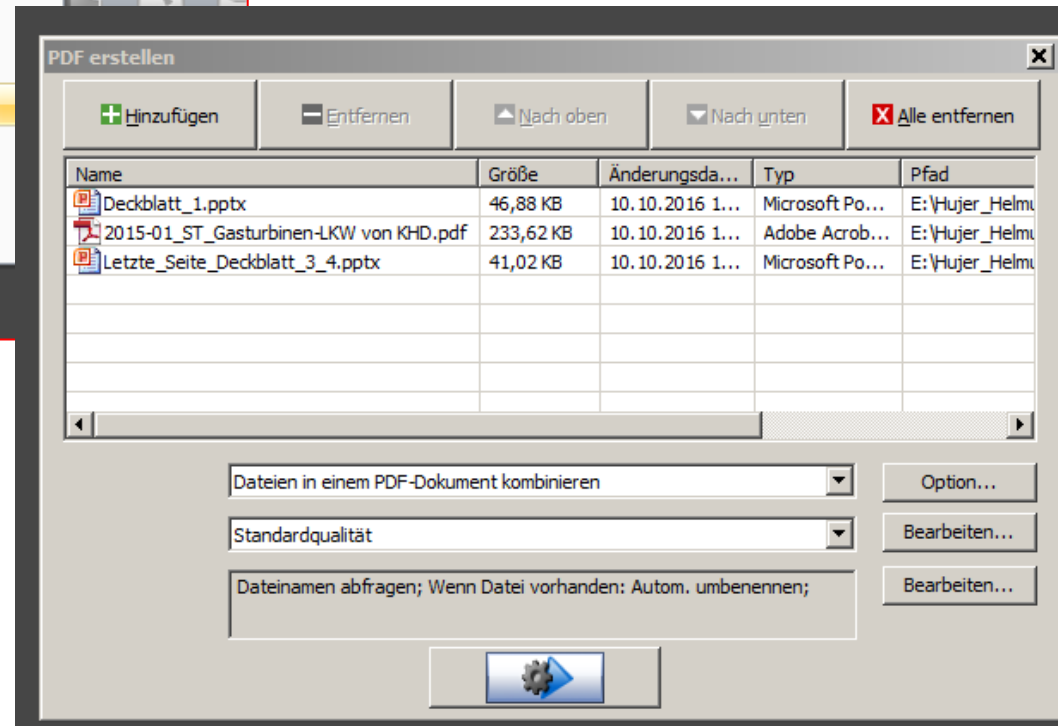 PDF erstellen
Hinzufügen Entfernen Nach oben Nach unten Alle entfernen
Name Größe Änderungsda... Typ Pfad
Deckblatt_1.pptx 46,88 KB 10.10.2016 1... Microsoft Po... E:\Hujer_Helmu
2015-01_ST_Gasturbinen-LKW von KHD.pdf 233,62 KB 10.10.2016 1... Adobe Acrob... E:\Hujer_Helmu
Letzte_Seite_Deckblatt_3_4.pptx 41,02 KB 10.10.2016 1... Microsoft Po... E:\Hujer_Helmu
Dateien in einem PDF-Dokument kombinieren Option...
Standardqualität Bearbeiten...
Dateinamen abfragen; Wenn Datei vorhanden: Autom. umbenennen; Bearbeiten...